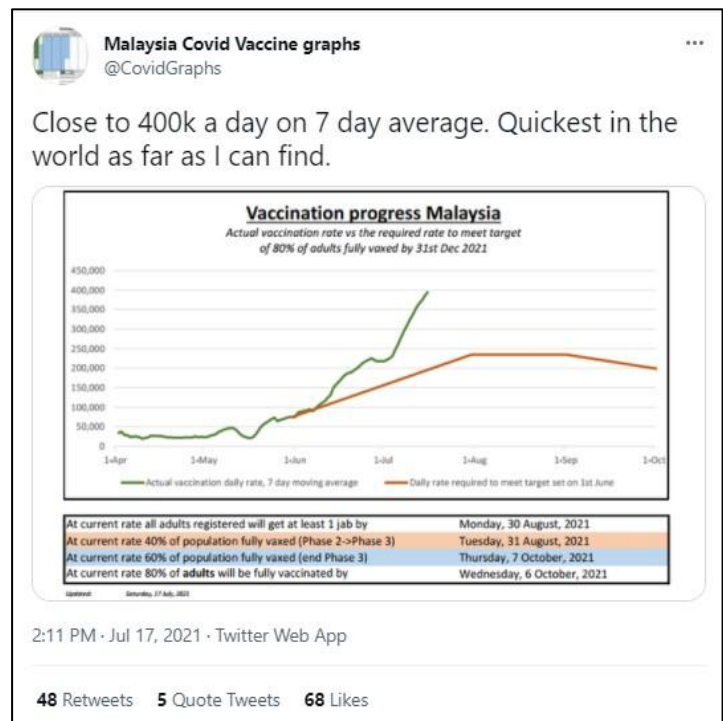 Malaysia Covid Vaccine graphs
@CovidGraphs
Close to 400k a day on 7 day average. Quickest in the
world as far as I can find.
Vaccination progress Malaysia
Actual vaccination rate vs the required rate to meet target
of 80% of adults fully vaxed by 31st Dec 2021
450,000
400,000
350,000
300,000
250,000
200,000
150,000
100,000
50,000
0
1-Apr 1-May 1-Jun 1-Jul 1-Aug 1-Sep 1-Oct
Actual vaccination daily rate, 7 day moving average Daily rate required to meet target set on 1st June
At current rate all adults registered will get at least 1 jab by Monday, 30 August, 2021
At current rate 40% of population fully vaxed (Phase 2->Phase 3) Tuesday, 31 August, 2021
At current rate 60% of population fully vaxed (end Phase 3) Thursday, 7 October, 2021
At current rate 80% of adults will be fully vaccinated by Wednesday, 6 October, 2021
Updated: Saturday, 17 July, 2021
2:11 PM · Jul 17, 2021 · Twitter Web App
48 Retweets 5 Quote Tweets 68 Likes